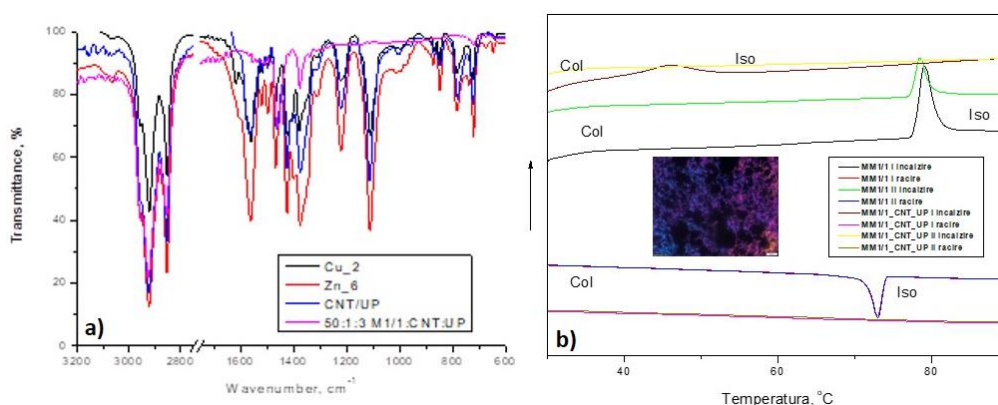 100
80
60
40
20
0
Transmittance, %
3200
3000
2800
1600
1400
1200
1000
800
600
Wavenumber, cm⁻¹
Cu_2
Zn_6
CNT/UP
50:1:3 M1/1:CNT:UP
a)
Col
Iso
Col
Iso
MM1/1 I incalzire
MM1/1 I racire
MM1/1 II incalzire
MM1/1 II racire
MM1/1_CNT_UP I incalzire
MM1/1_CNT_UP I racire
MM1/1_CNT_UP II incalzire
MM1/1_CNT_UP II racire
Col
Iso
b)
40
60
80
Temperatura, °C